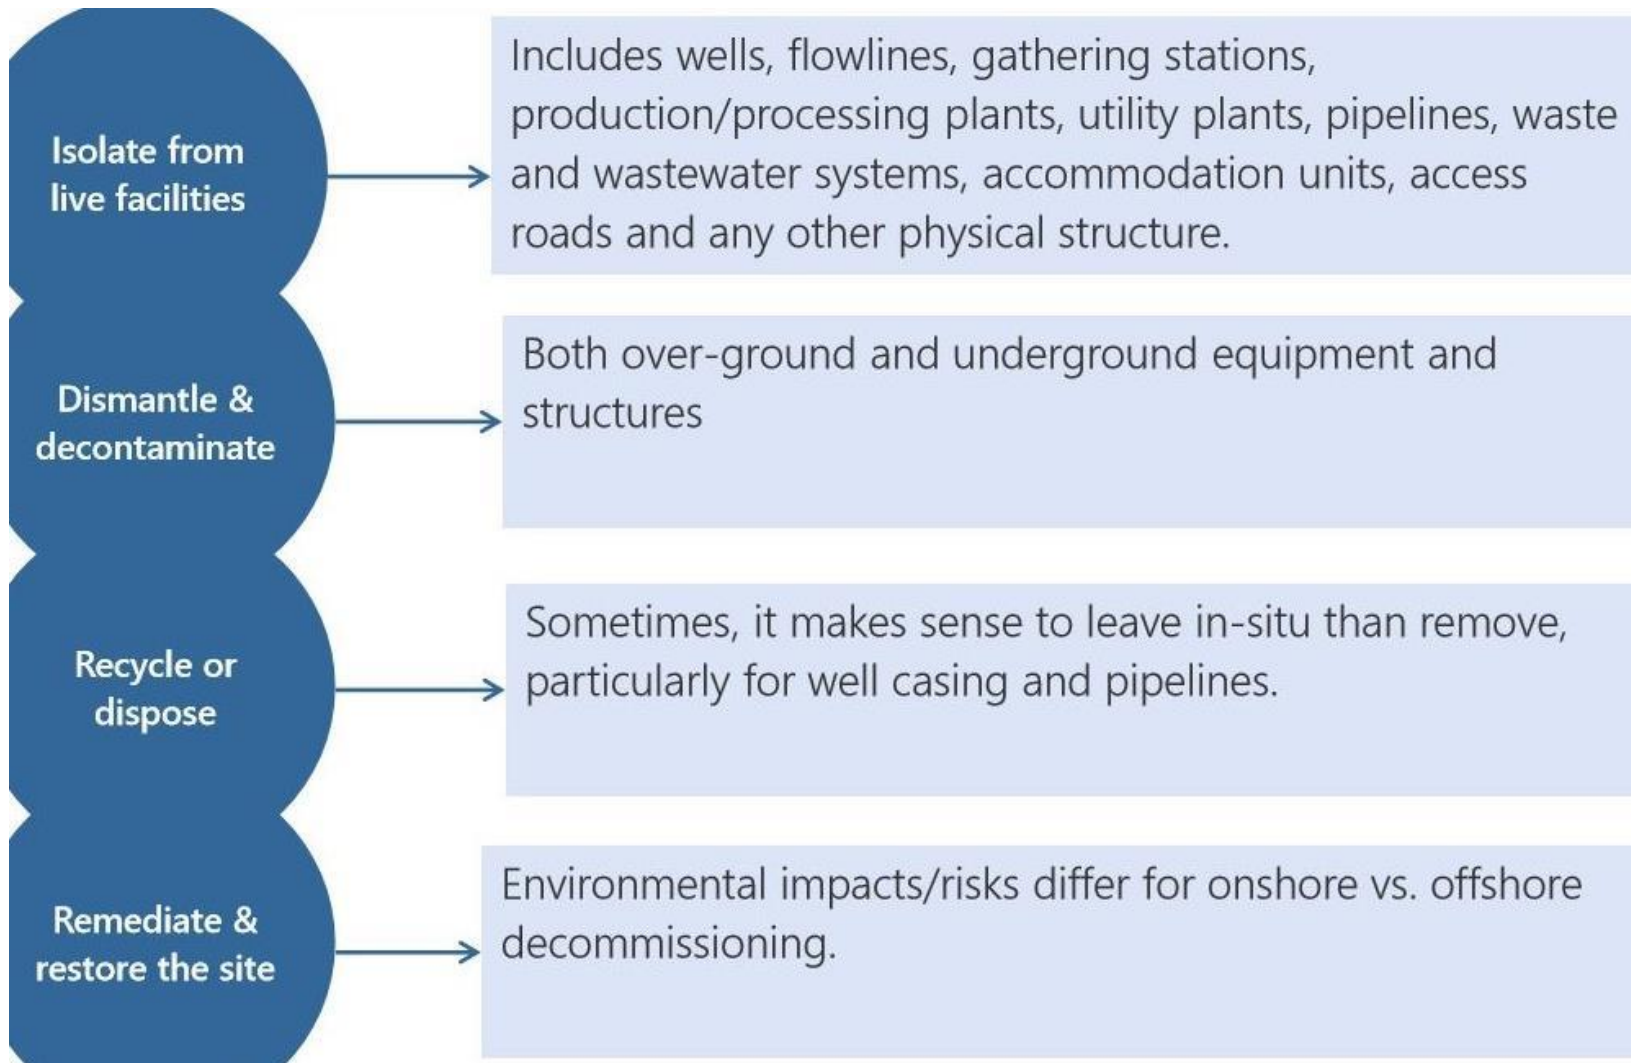 Isolate from
live facilities
Includes wells, flowlines, gathering stations,
production/processing plants, utility plants, pipelines, waste
and wastewater systems, accommodation units, access
roads and any other physical structure.
Dismantle &
decontaminate
Both over-ground and underground equipment and
structures
Recycle or
dispose
Sometimes, it makes sense to leave in-situ than remove,
particularly for well casing and pipelines.
Remediate &
restore the site
Environmental impacts/risks differ for onshore vs. offshore
decommissioning.